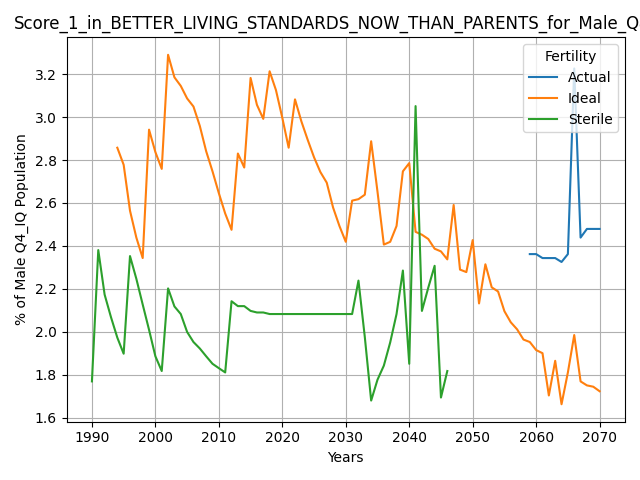 Score_1_in_BETTER_LIVING_STANDARDS_NOW_THAN_PARENTS_for_Male_Q
Fertility
Actual
Ideal
Sterile
% of Male Q4_IQ Population
3.2
3.0
2.8
2.6
2.4
2.2
2.0
1.8
1.6
1990 2000 2010 2020 2030 2040 2050 2060 2070
Years